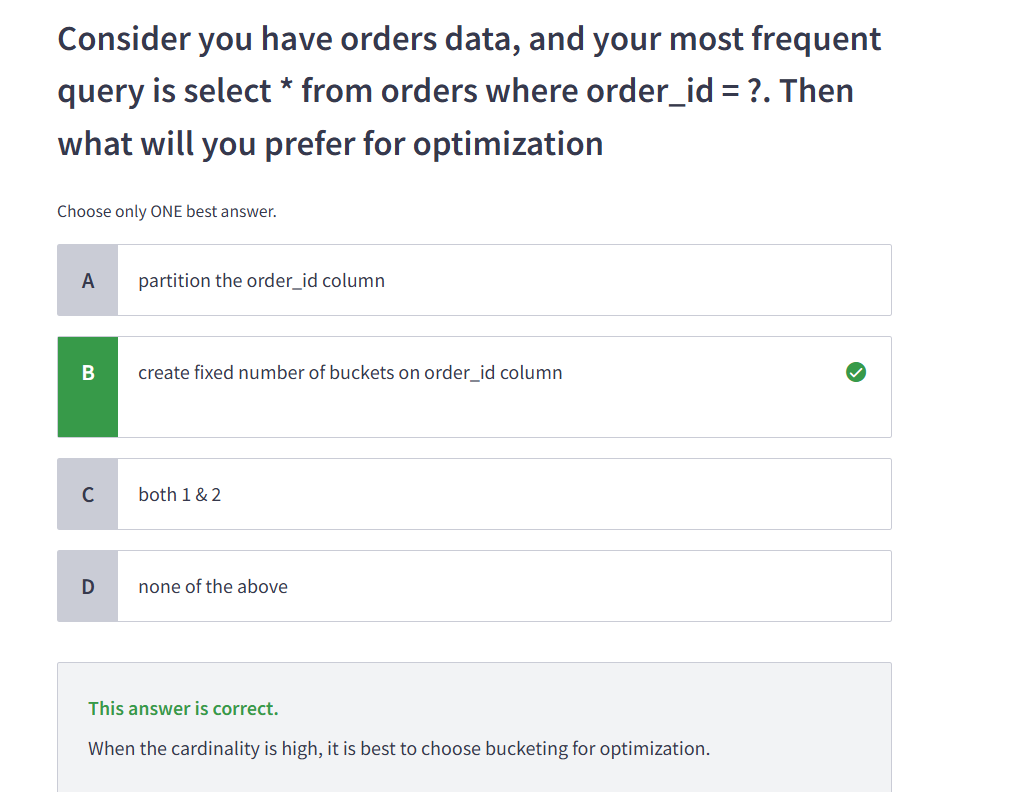 Consider you have orders data, and your most frequent
query is select * from orders where order_id = ?. Then
what will you prefer for optimization
Choose only ONE best answer.
A partition the order_id column
B create fixed number of buckets on order_id column
C both 1 & 2
D none of the above
This answer is correct.
When the cardinality is high, it is best to choose bucketing for optimization.